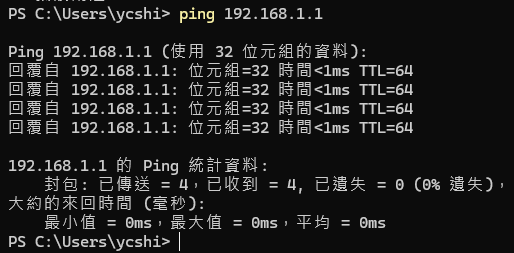 PS C:\Users\ycshi> ping 192.168.1.1
Ping 192.168.1.1 (使用 32 位元組的資料):
回覆自 192.168.1.1: 位元組=32 時間<1ms TTL=64
回覆自 192.168.1.1: 位元組=32 時間<1ms TTL=64
回覆自 192.168.1.1: 位元組=32 時間<1ms TTL=64
回覆自 192.168.1.1: 位元組=32 時間<1ms TTL=64
192.168.1.1 的 Ping 統計資料:
封包: 已傳送 = 4，已收到 = 4, 已遺失 = 0 (0% 遺失)，
大約的來回時間 (毫秒):
最小值 = 0ms，最大值 = 0ms，平均 = 0ms
PS C:\Users\ycshi>